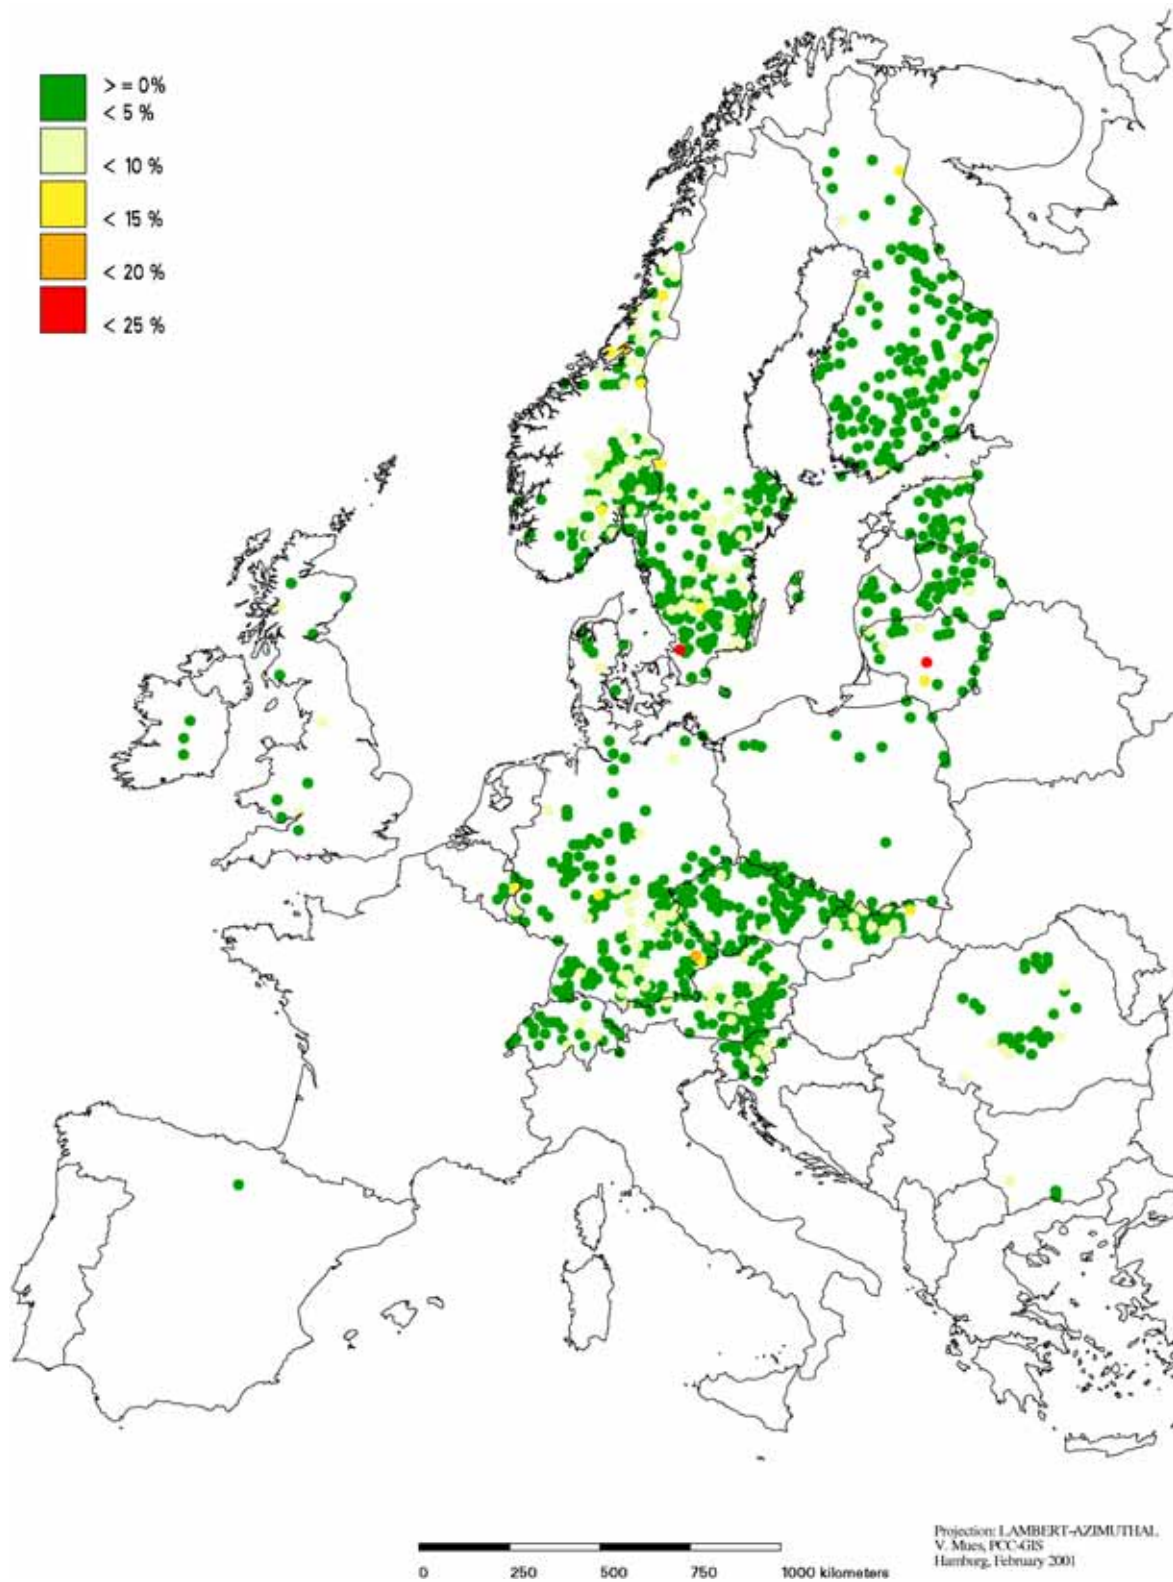 > = 0%
< 5 %
< 10 %
< 15 %
< 20 %
< 25 %
Projection: LAMBERT-AZIMUTHAL
V. Mues, PCC-GIS
Hamburg, February 2001
0 250 500 750 1000 kilometers